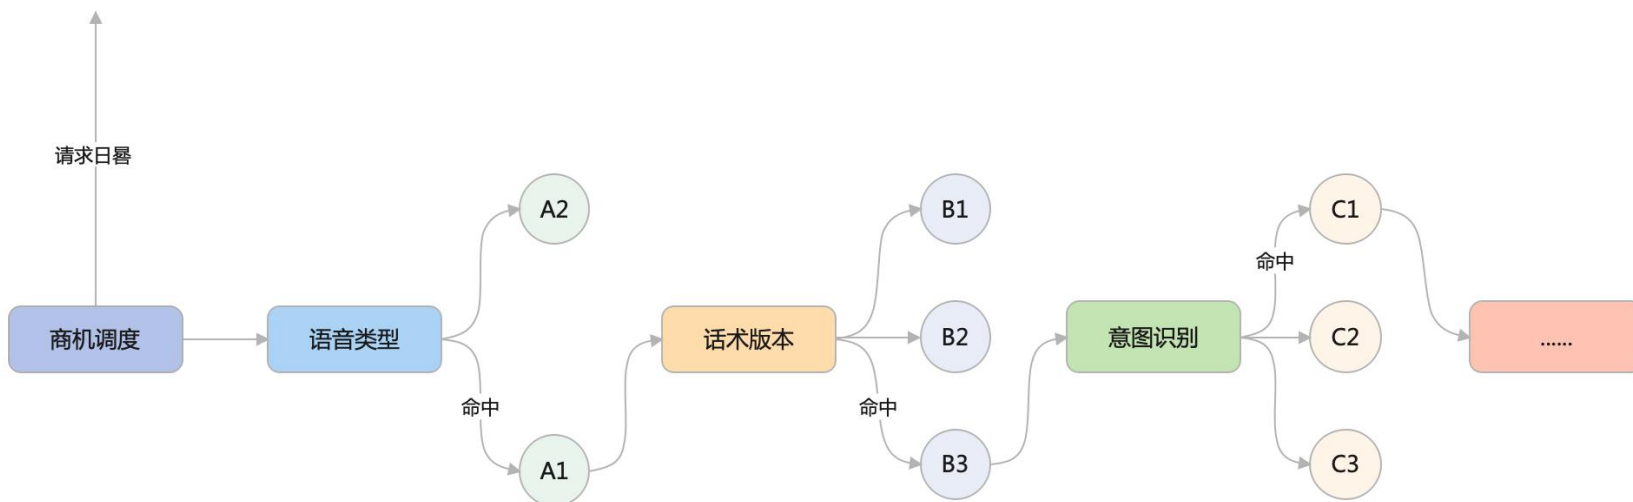 请求日晷
A2
B1
C1
命中
商机调度
语音类型
话术版本
B2
意图识别
C2
......
命中
命中
A1
B3
C3